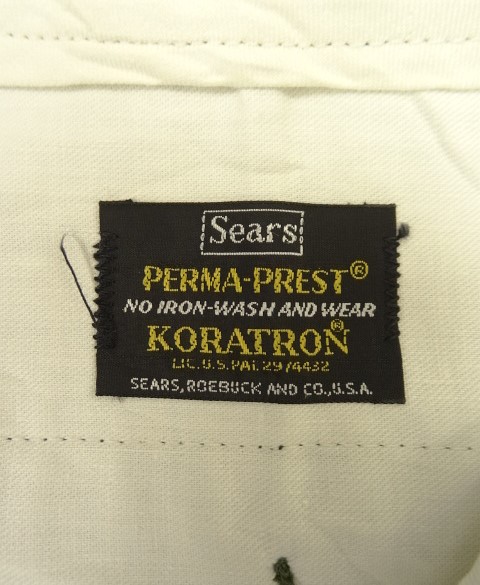 Sears
PERMA-PREST®
NO IRON-WASH AND WEAR
KORATRON®
LIC. U.S. PAT. 2974432
SEARS, ROEBUCK AND CO., U.S.A.